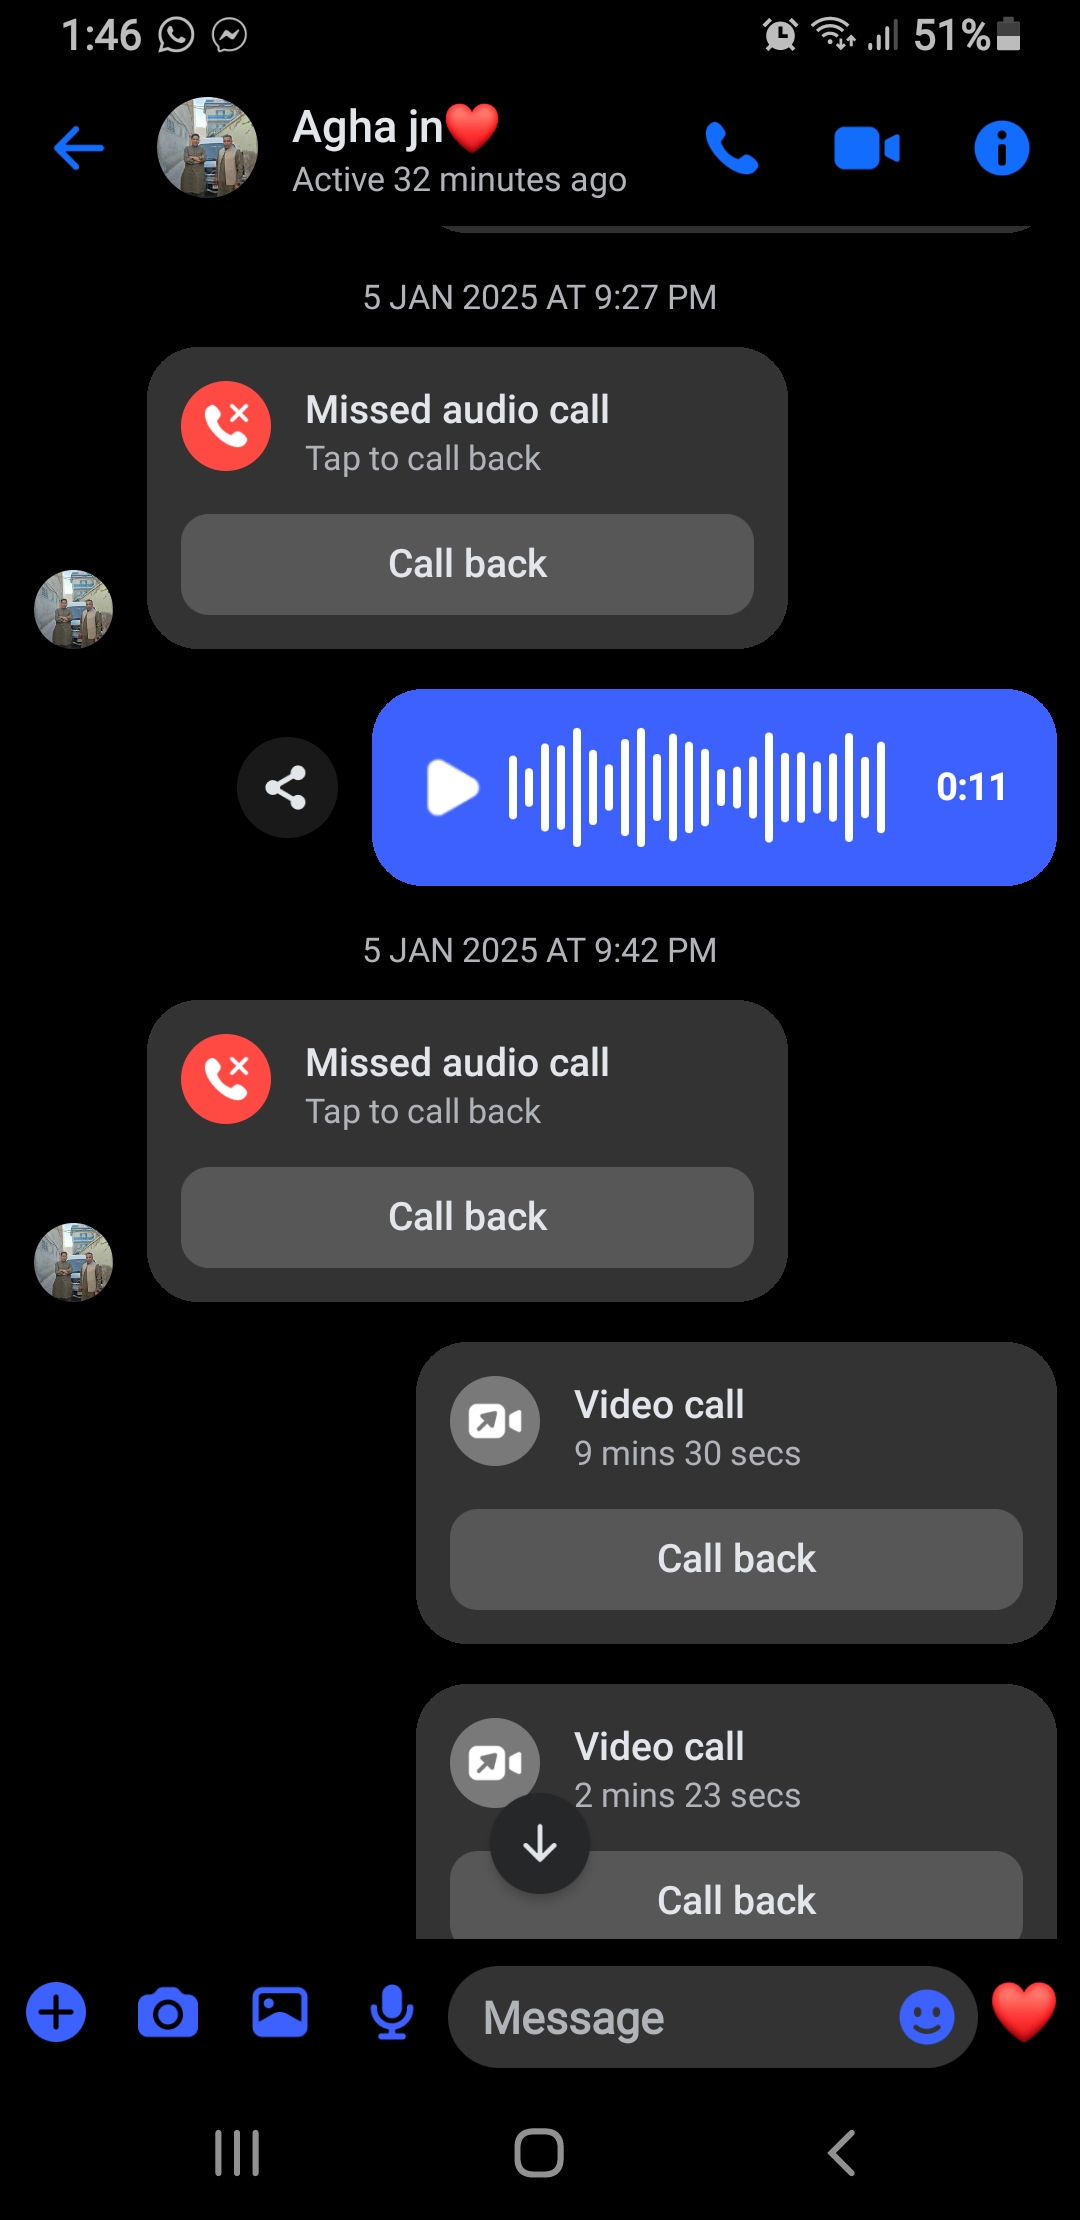 1:46 51%
Agha jn❤️
Active 32 minutes ago
5 JAN 2025 AT 9:27 PM
Missed audio call
Tap to call back
Call back
0:11
5 JAN 2025 AT 9:42 PM
Missed audio call
Tap to call back
Call back
Video call
9 mins 30 secs
Call back
Video call
2 mins 23 secs
Call back
Message